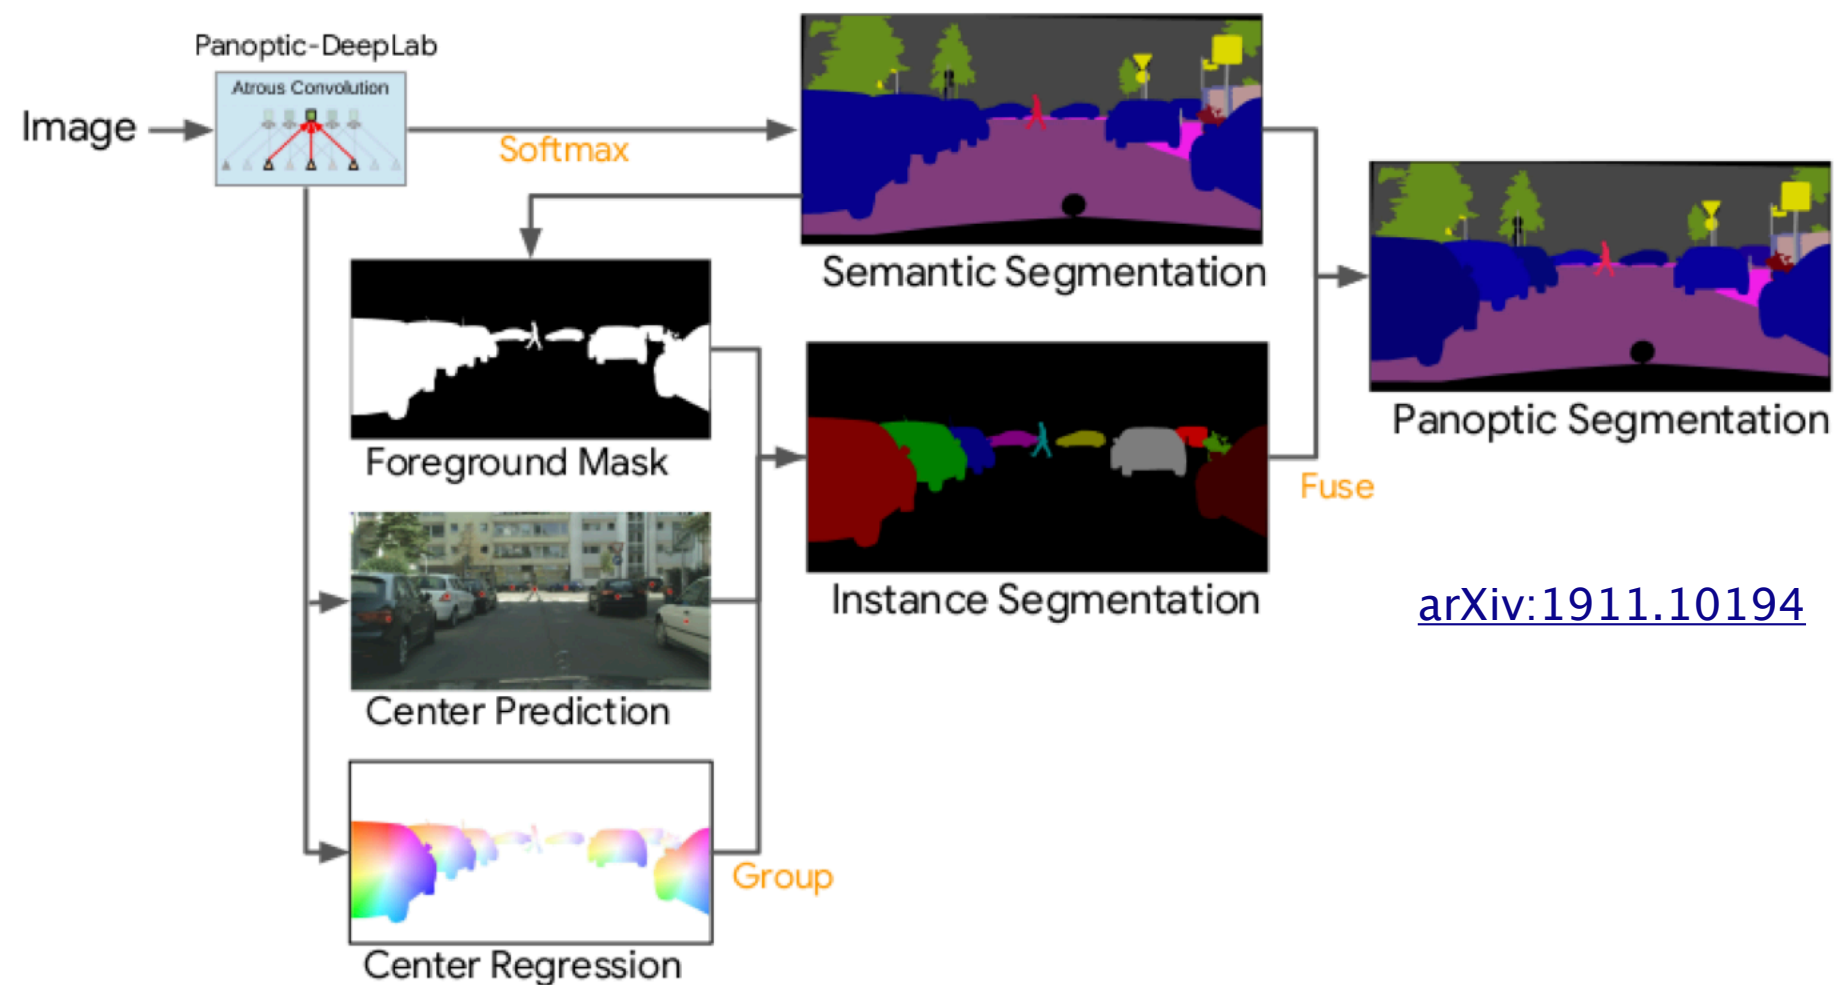 Panoptic-DeepLab
Atrous Convolution
Image
Softmax
Semantic Segmentation
Foreground Mask
Panoptic Segmentation
Fuse
Instance Segmentation
arXiv:1911.10194
Center Prediction
Group
Center Regression